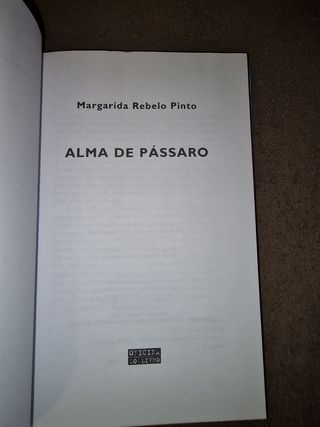 Margarida Rebelo Pinto
ALMA DE PÁSSARO
OFICINA
DO LIVRO